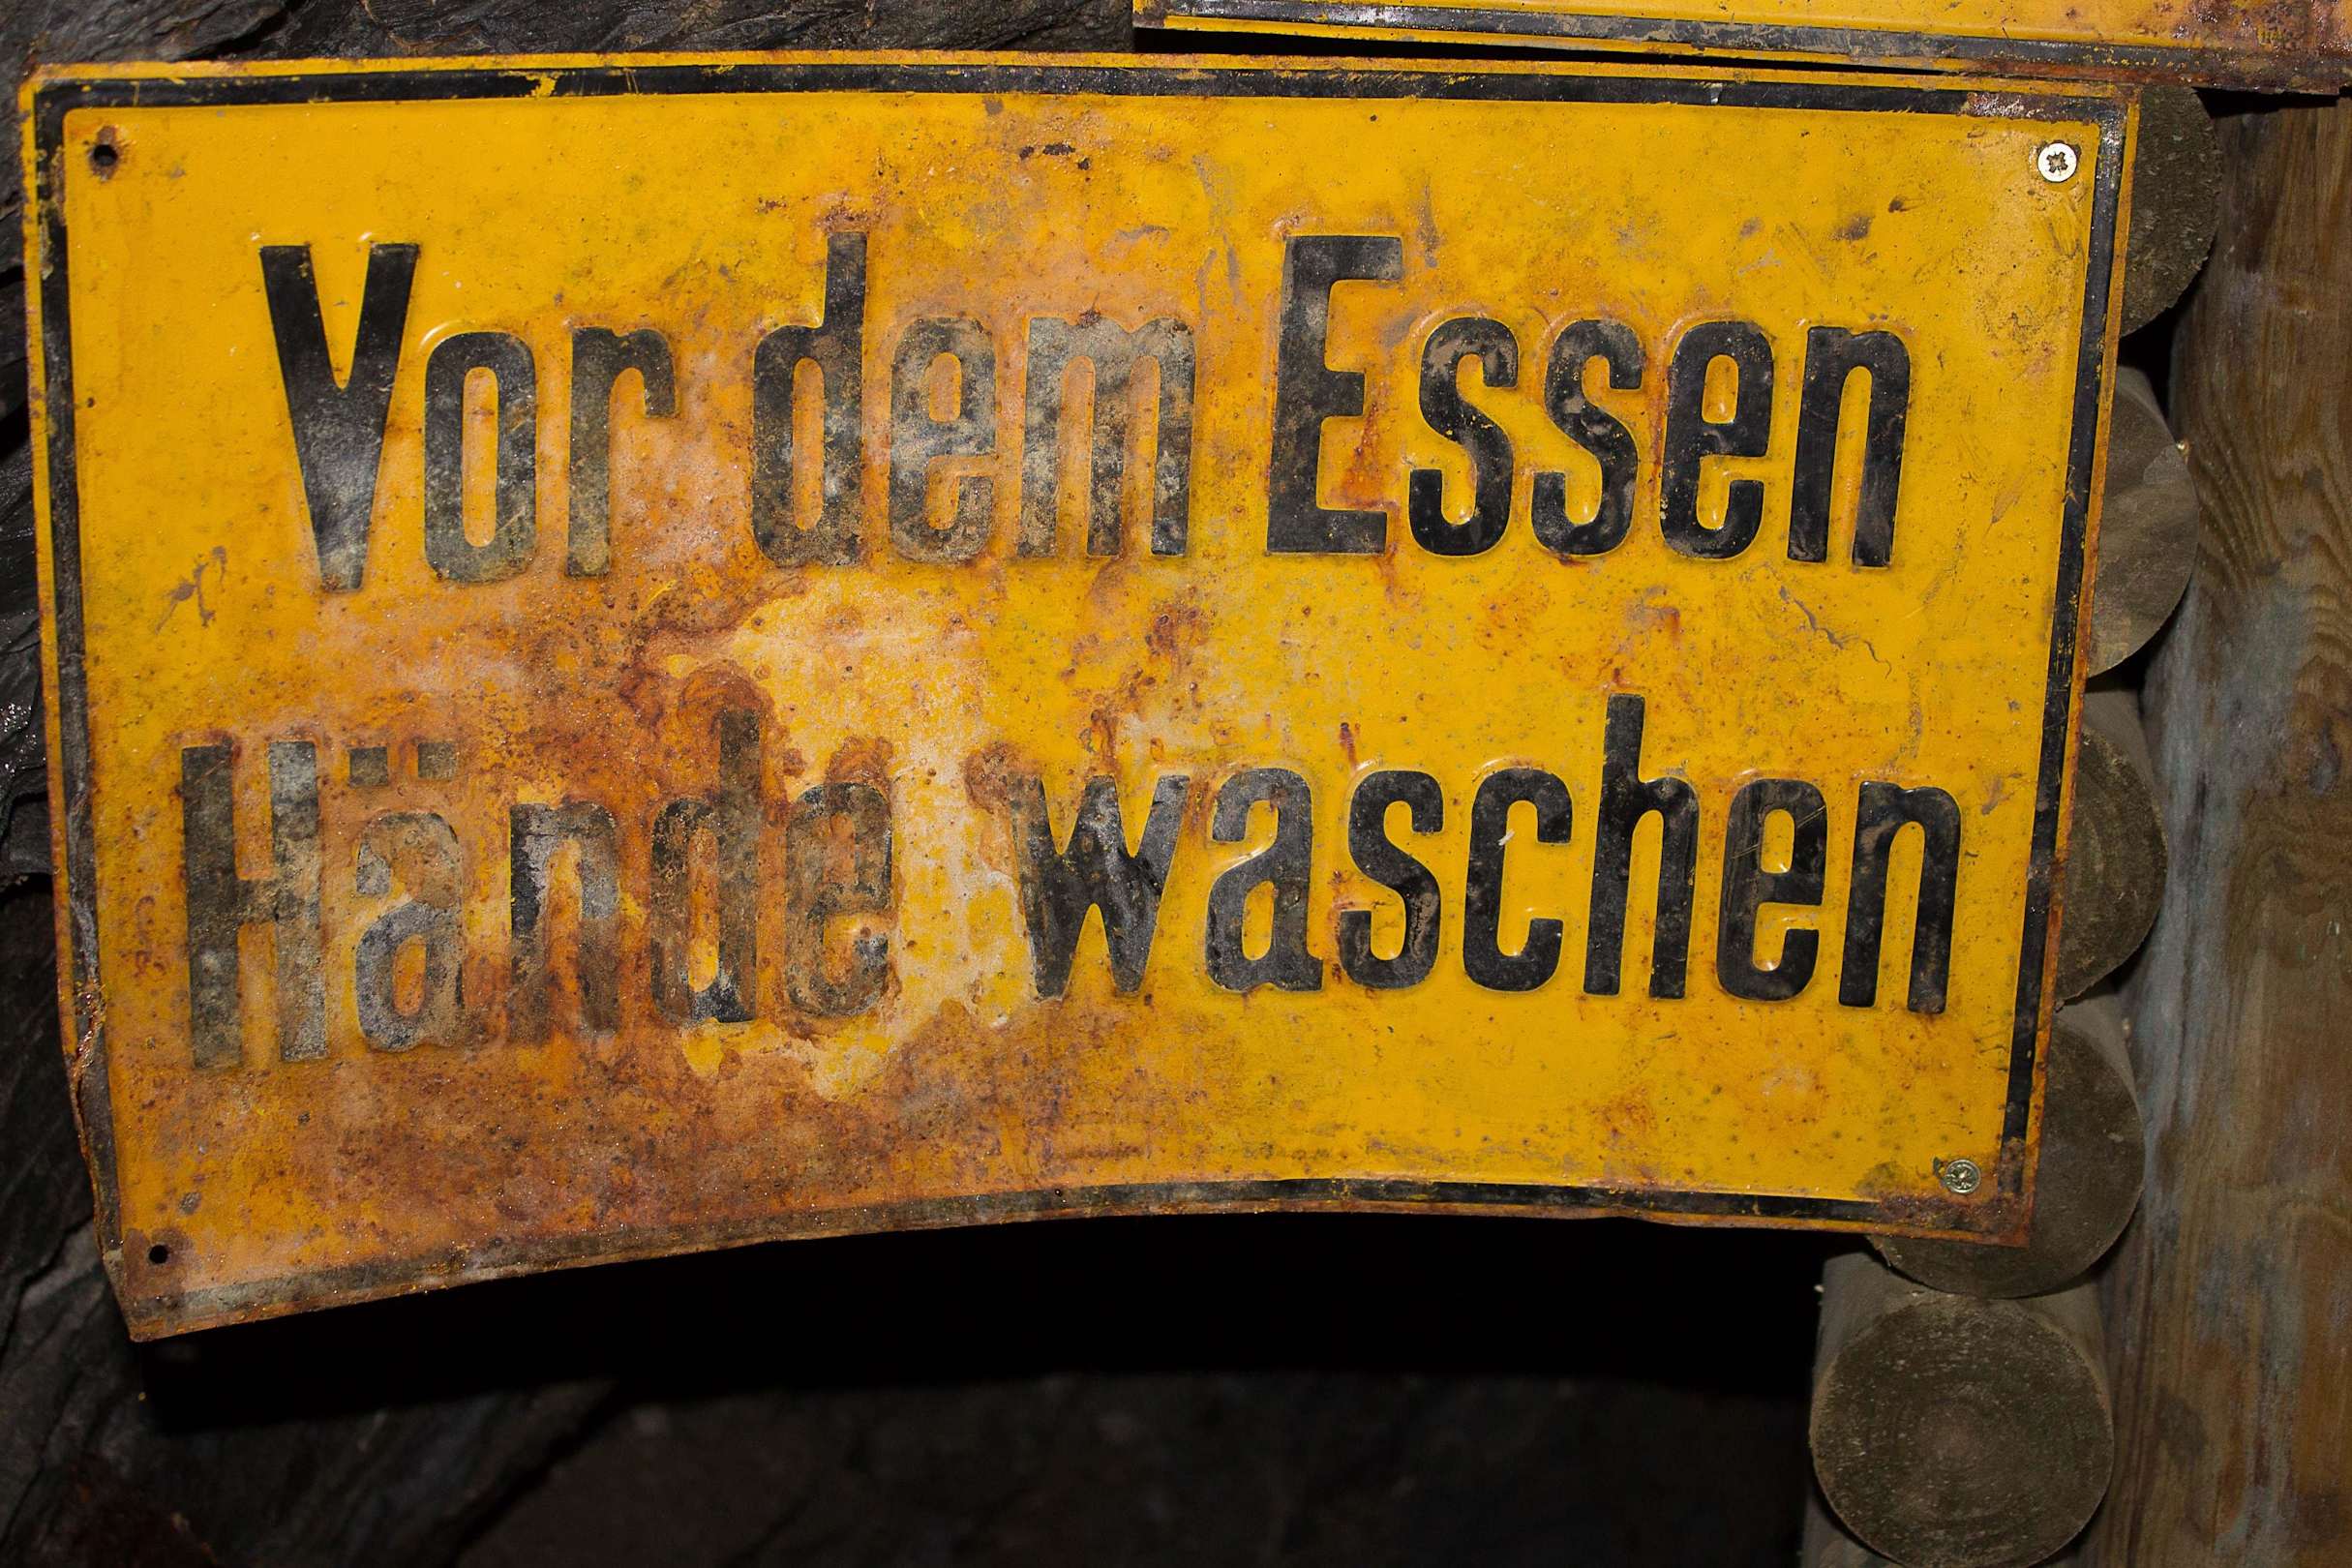 Vor dem Essen
Hände waschen